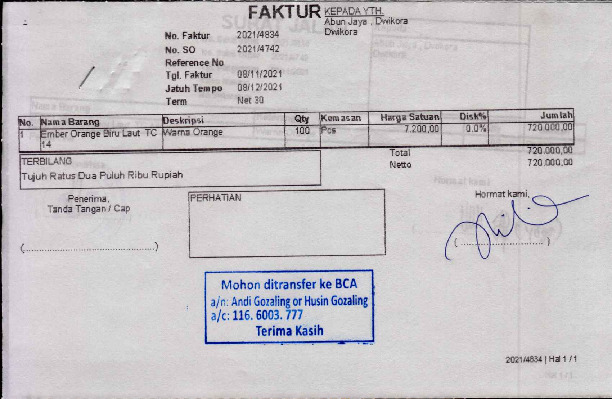 FAKTUR
KEPADA YTH.
Abun Jaya , Dwikora
Dwikora
No. Faktur 2021/4834
No. SO 2021/4742
Reference No
Tgl. Faktur 08/11/2021
Jatuh Tempo 08/12/2021
Term Net 30
No. Nama Barang Deskripsi Qty Kemasan Harga Satuan Disk% Jumlah
1 Ember Orange Biru Laut TC Warna Orange 100 Pcs 7.200,00 0.0% 720.000,00
14
Total 720.000,00
Netto 720.000,00
TERBILANG
Tujuh Ratus Dua Puluh Ribu Rupiah
Penerima,
Tanda Tangan / Cap
(................................)
PERHATIAN
Hormat kami,
(........................)
Mohon ditransfer ke BCA
a/n: Andi Gozaling or Husin Gozaling
a/c: 116. 6003. 777
Terima Kasih
2021/4834 | Hal 1 / 1